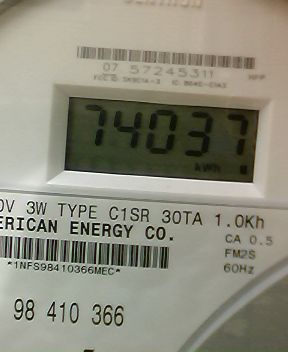 07 57245311
74037
kWh
0V 3W TYPE C1SR 30TA 1.0Kh
ERICAN ENERGY CO.
CA 0.5
FM2S
60Hz
*1NFS98410366MEC*
98 410 366